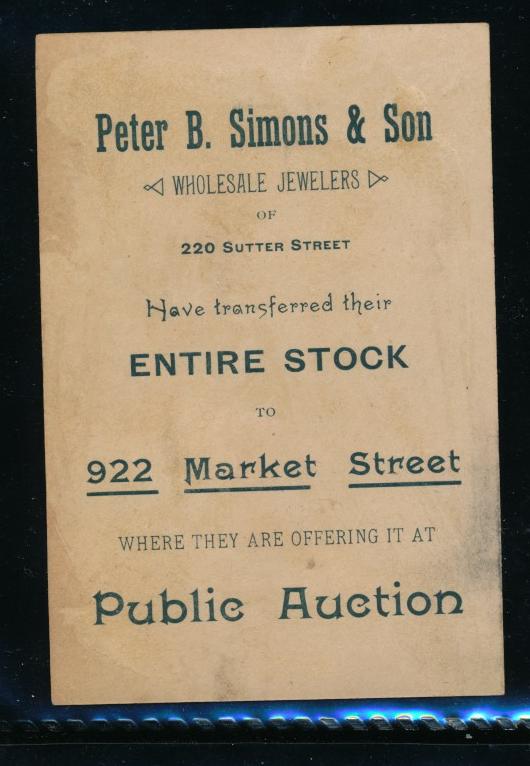 Peter B. Simons & Son
WHOLESALE JEWELERS
OF
220 SUTTER STREET
Have transferred their
ENTIRE STOCK
TO
922 Market Street
WHERE THEY ARE OFFERING IT AT
Public Auction